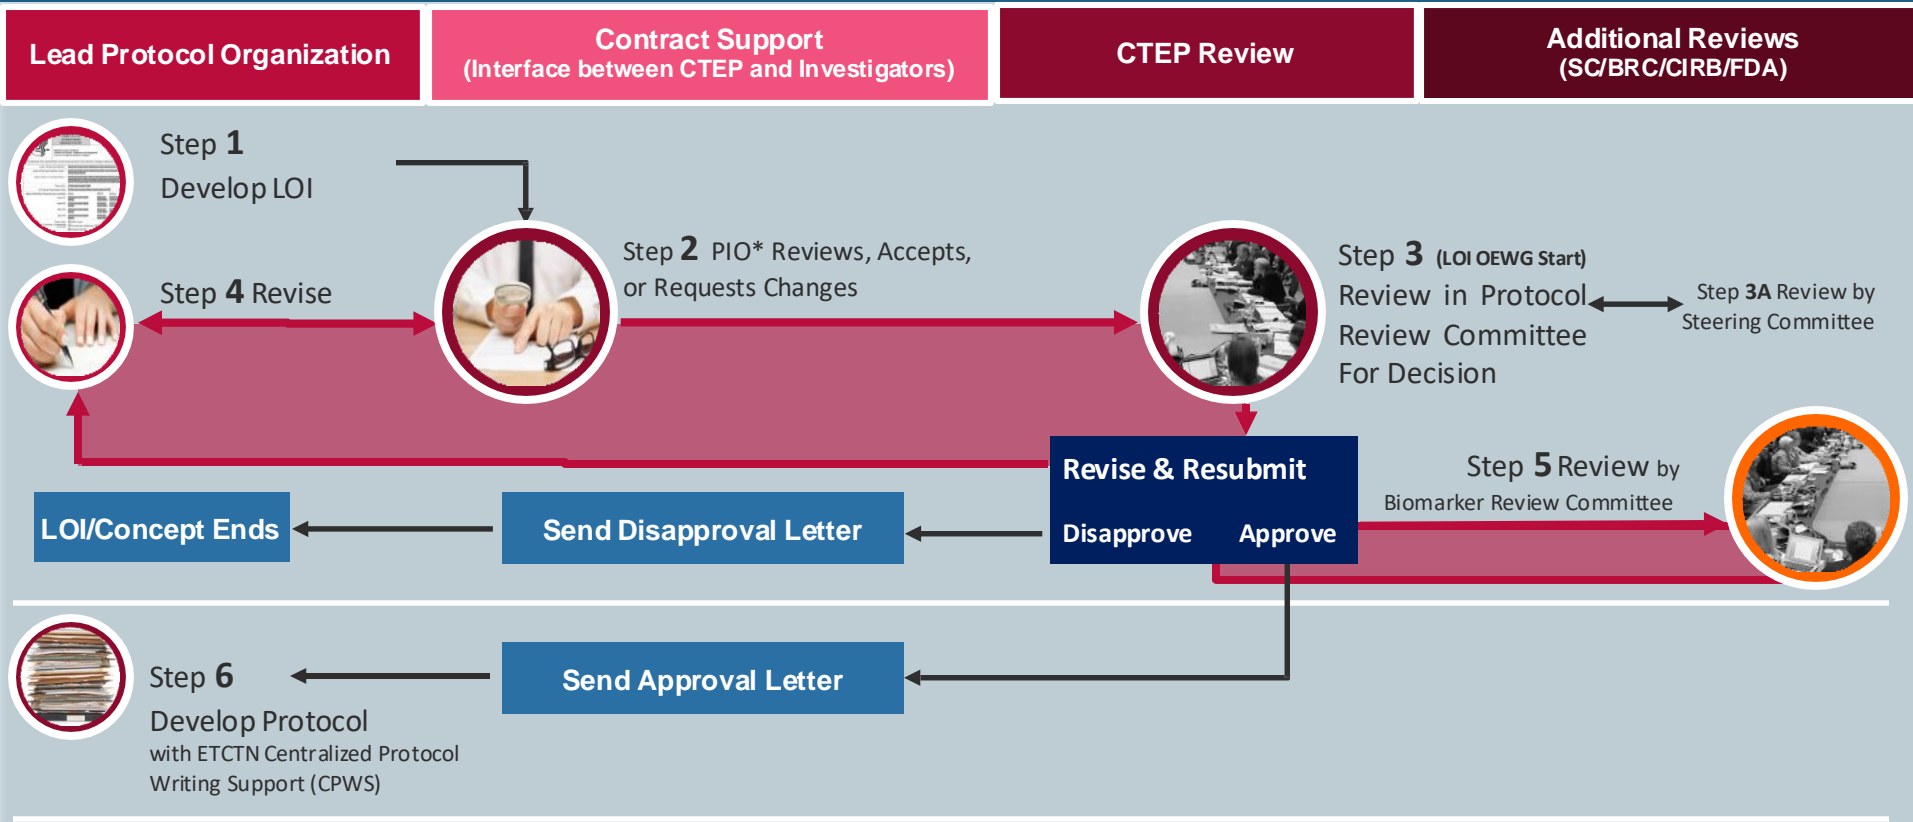 Lead Protocol Organization
Contract Support
(Interface between CTEP and Investigators)
CTEP Review
Additional Reviews
(SC/BRC/CIRB/FDA)
Step 1
Develop LOI
Step 2 PIO* Reviews, Accepts,
or Requests Changes
Step 3 (LOI OEWG Start)
Review in Protocol
Review Committee
For Decision
Step 3A Review by
Steering Committee
Step 4 Revise
Revise & Resubmit
Disapprove Approve
Step 5 Review by
Biomarker Review Committee
Send Disapproval Letter
LOI/Concept Ends
Send Approval Letter
Step 6
Develop Protocol
with ETCTN Centralized Protocol
Writing Support (CPWS)